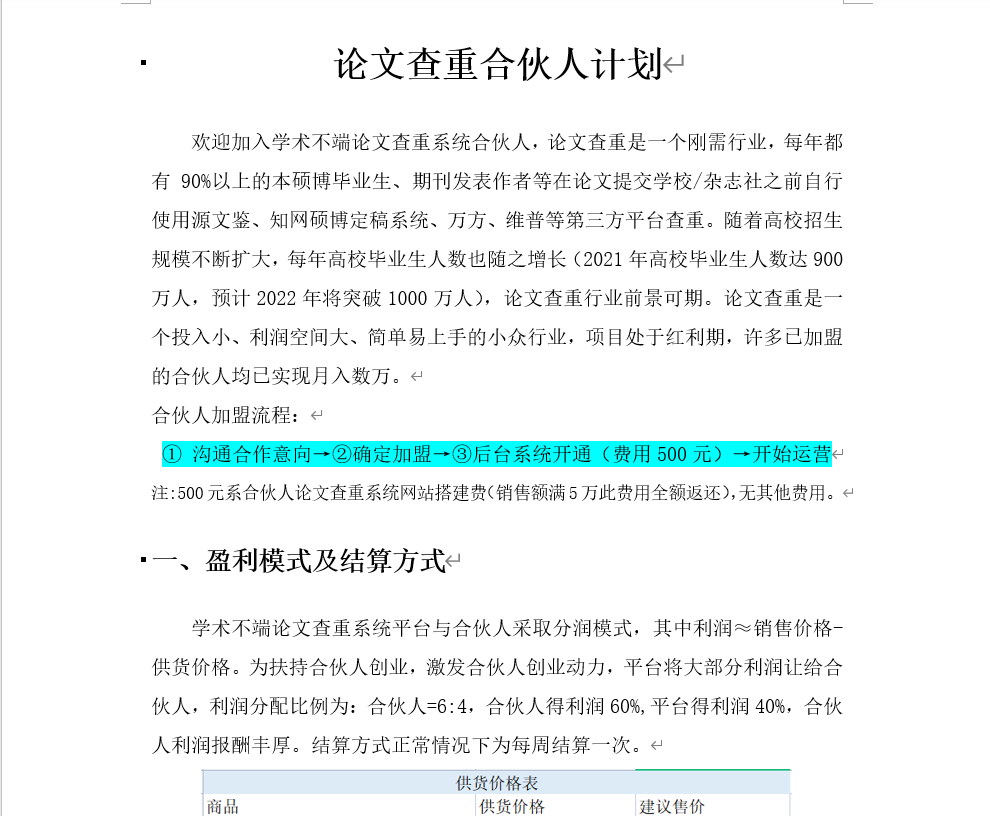 论文查重合伙人计划
欢迎加入学术不端论文查重系统合伙人，论文查重是一个刚需行业，每年都
有 90%以上的本硕博毕业生、期刊发表作者等在论文提交学校/杂志社之前自行
使用源文鉴、知网硕博定稿系统、万方、维普等第三方平台查重。随着高校招生
规模不断扩大，每年高校毕业生人数也随之增长（2021 年高校毕业生人数达 900
万人，预计 2022 年将突破 1000 万人），论文查重行业前景可期。论文查重是一
个投入小、利润空间大、简单易上手的小众行业，项目处于红利期，许多已加盟
的合伙人均已实现月入数万。
合伙人加盟流程：
① 沟通合作意向→②确定加盟→③后台系统开通（费用 500 元）→开始运营
注:500 元系合伙人论文查重系统网站搭建费(销售额满 5 万此费用全额返还),无其他费用。
一、盈利模式及结算方式
学术不端论文查重系统平台与合伙人采取分润模式，其中利润≈销售价格-
供货价格。为扶持合伙人创业，激发合伙人创业动力，平台将大部分利润让给合
伙人，利润分配比例为：合伙人=6:4，合伙人得利润 60%,平台得利润 40%，合伙
人利润报酬丰厚。结算方式正常情况下为每周结算一次。
供货价格表
商品 供货价格 建议售价